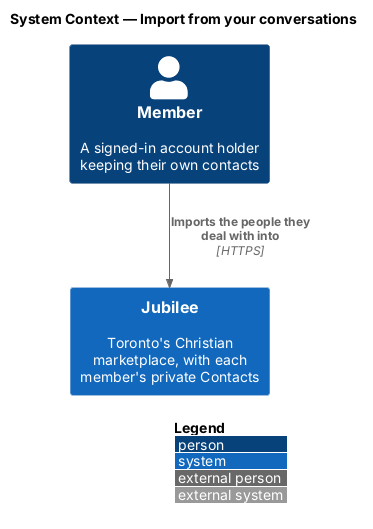 System Context — Import from your conversations
Member
A signed-in account holder
keeping their own contacts
Imports the people they
deal with into
[HTTPS]
Jubilee
Toronto's Christian
marketplace, with each
member's private Contacts
Legend
person
system
external person
external system